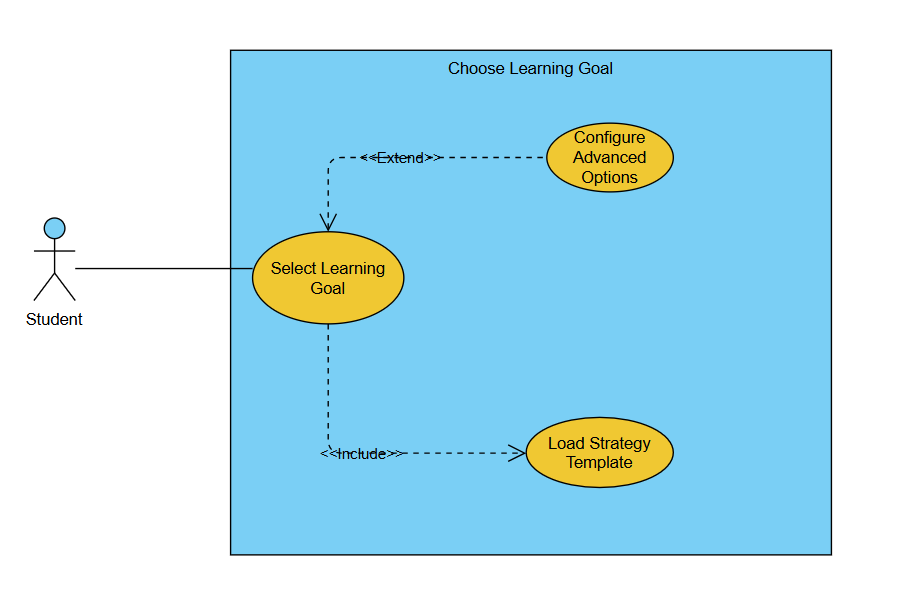 Choose Learning Goal
Configure
Advanced
Options
<<Extend>>
Select Learning
Goal
Student
Load Strategy
Template
<<Include>>